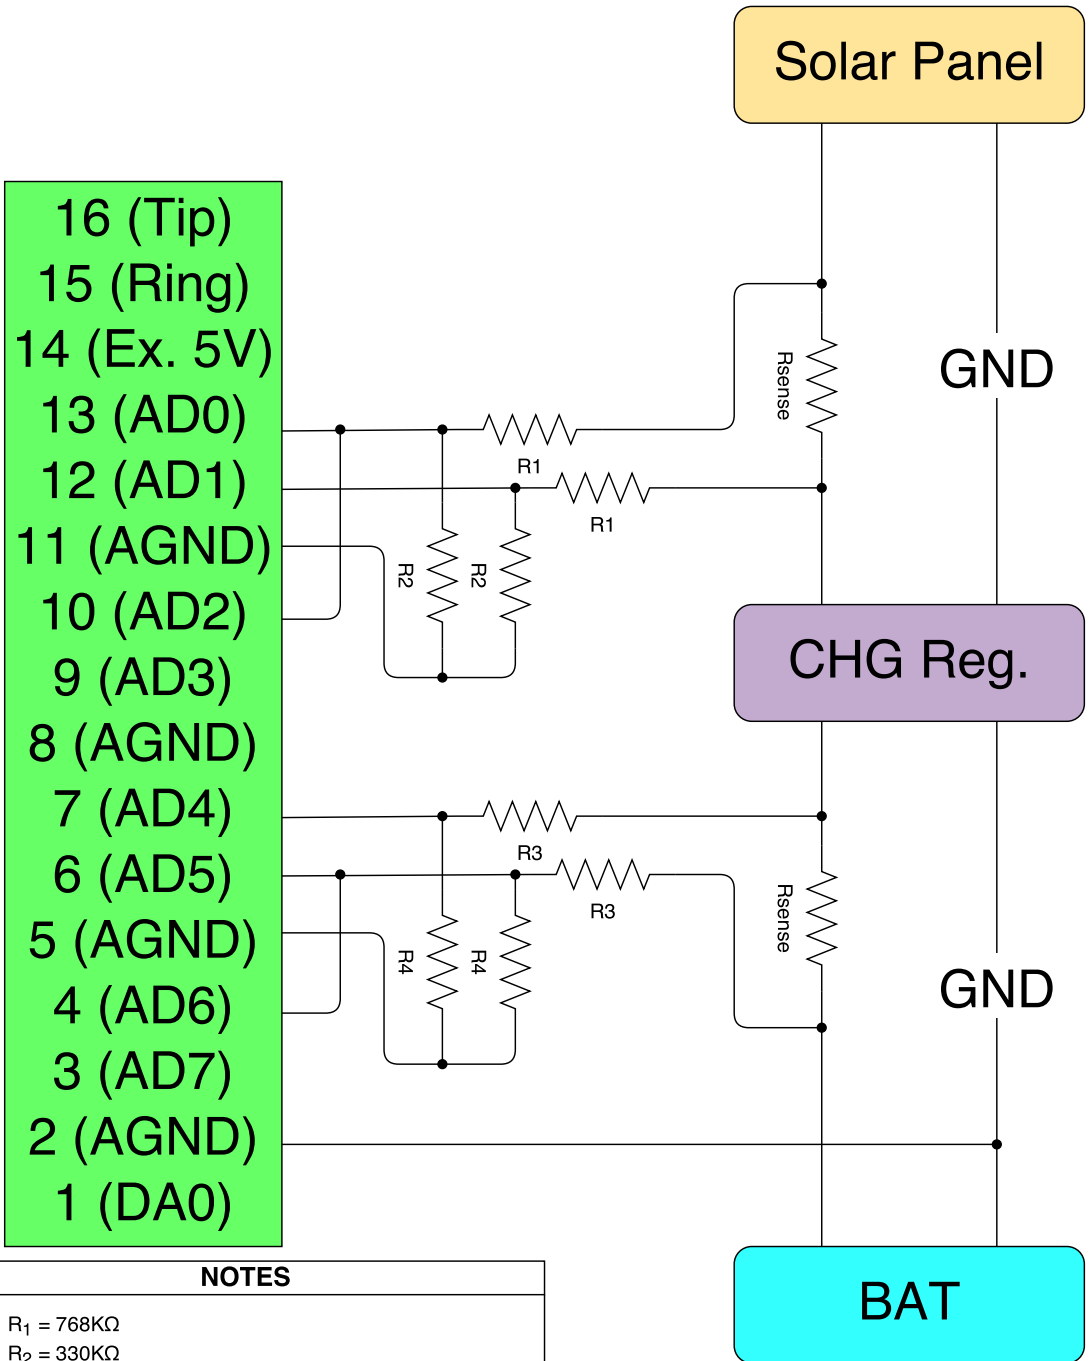 Solar Panel
16 (Tip)
15 (Ring)
14 (Ex. 5V)
13 (AD0)
12 (AD1)
11 (AGND)
10 (AD2)
9 (AD3)
8 (AGND)
7 (AD4)
6 (AD5)
5 (AGND)
4 (AD6)
3 (AD7)
2 (AGND)
1 (DA0)
Rsense
GND
R1
R1
R2
R2
CHG Reg.
R3
R3
R4
R4
Rsense
GND
BAT
NOTES
R1 = 768KΩ
R2 = 330KΩ